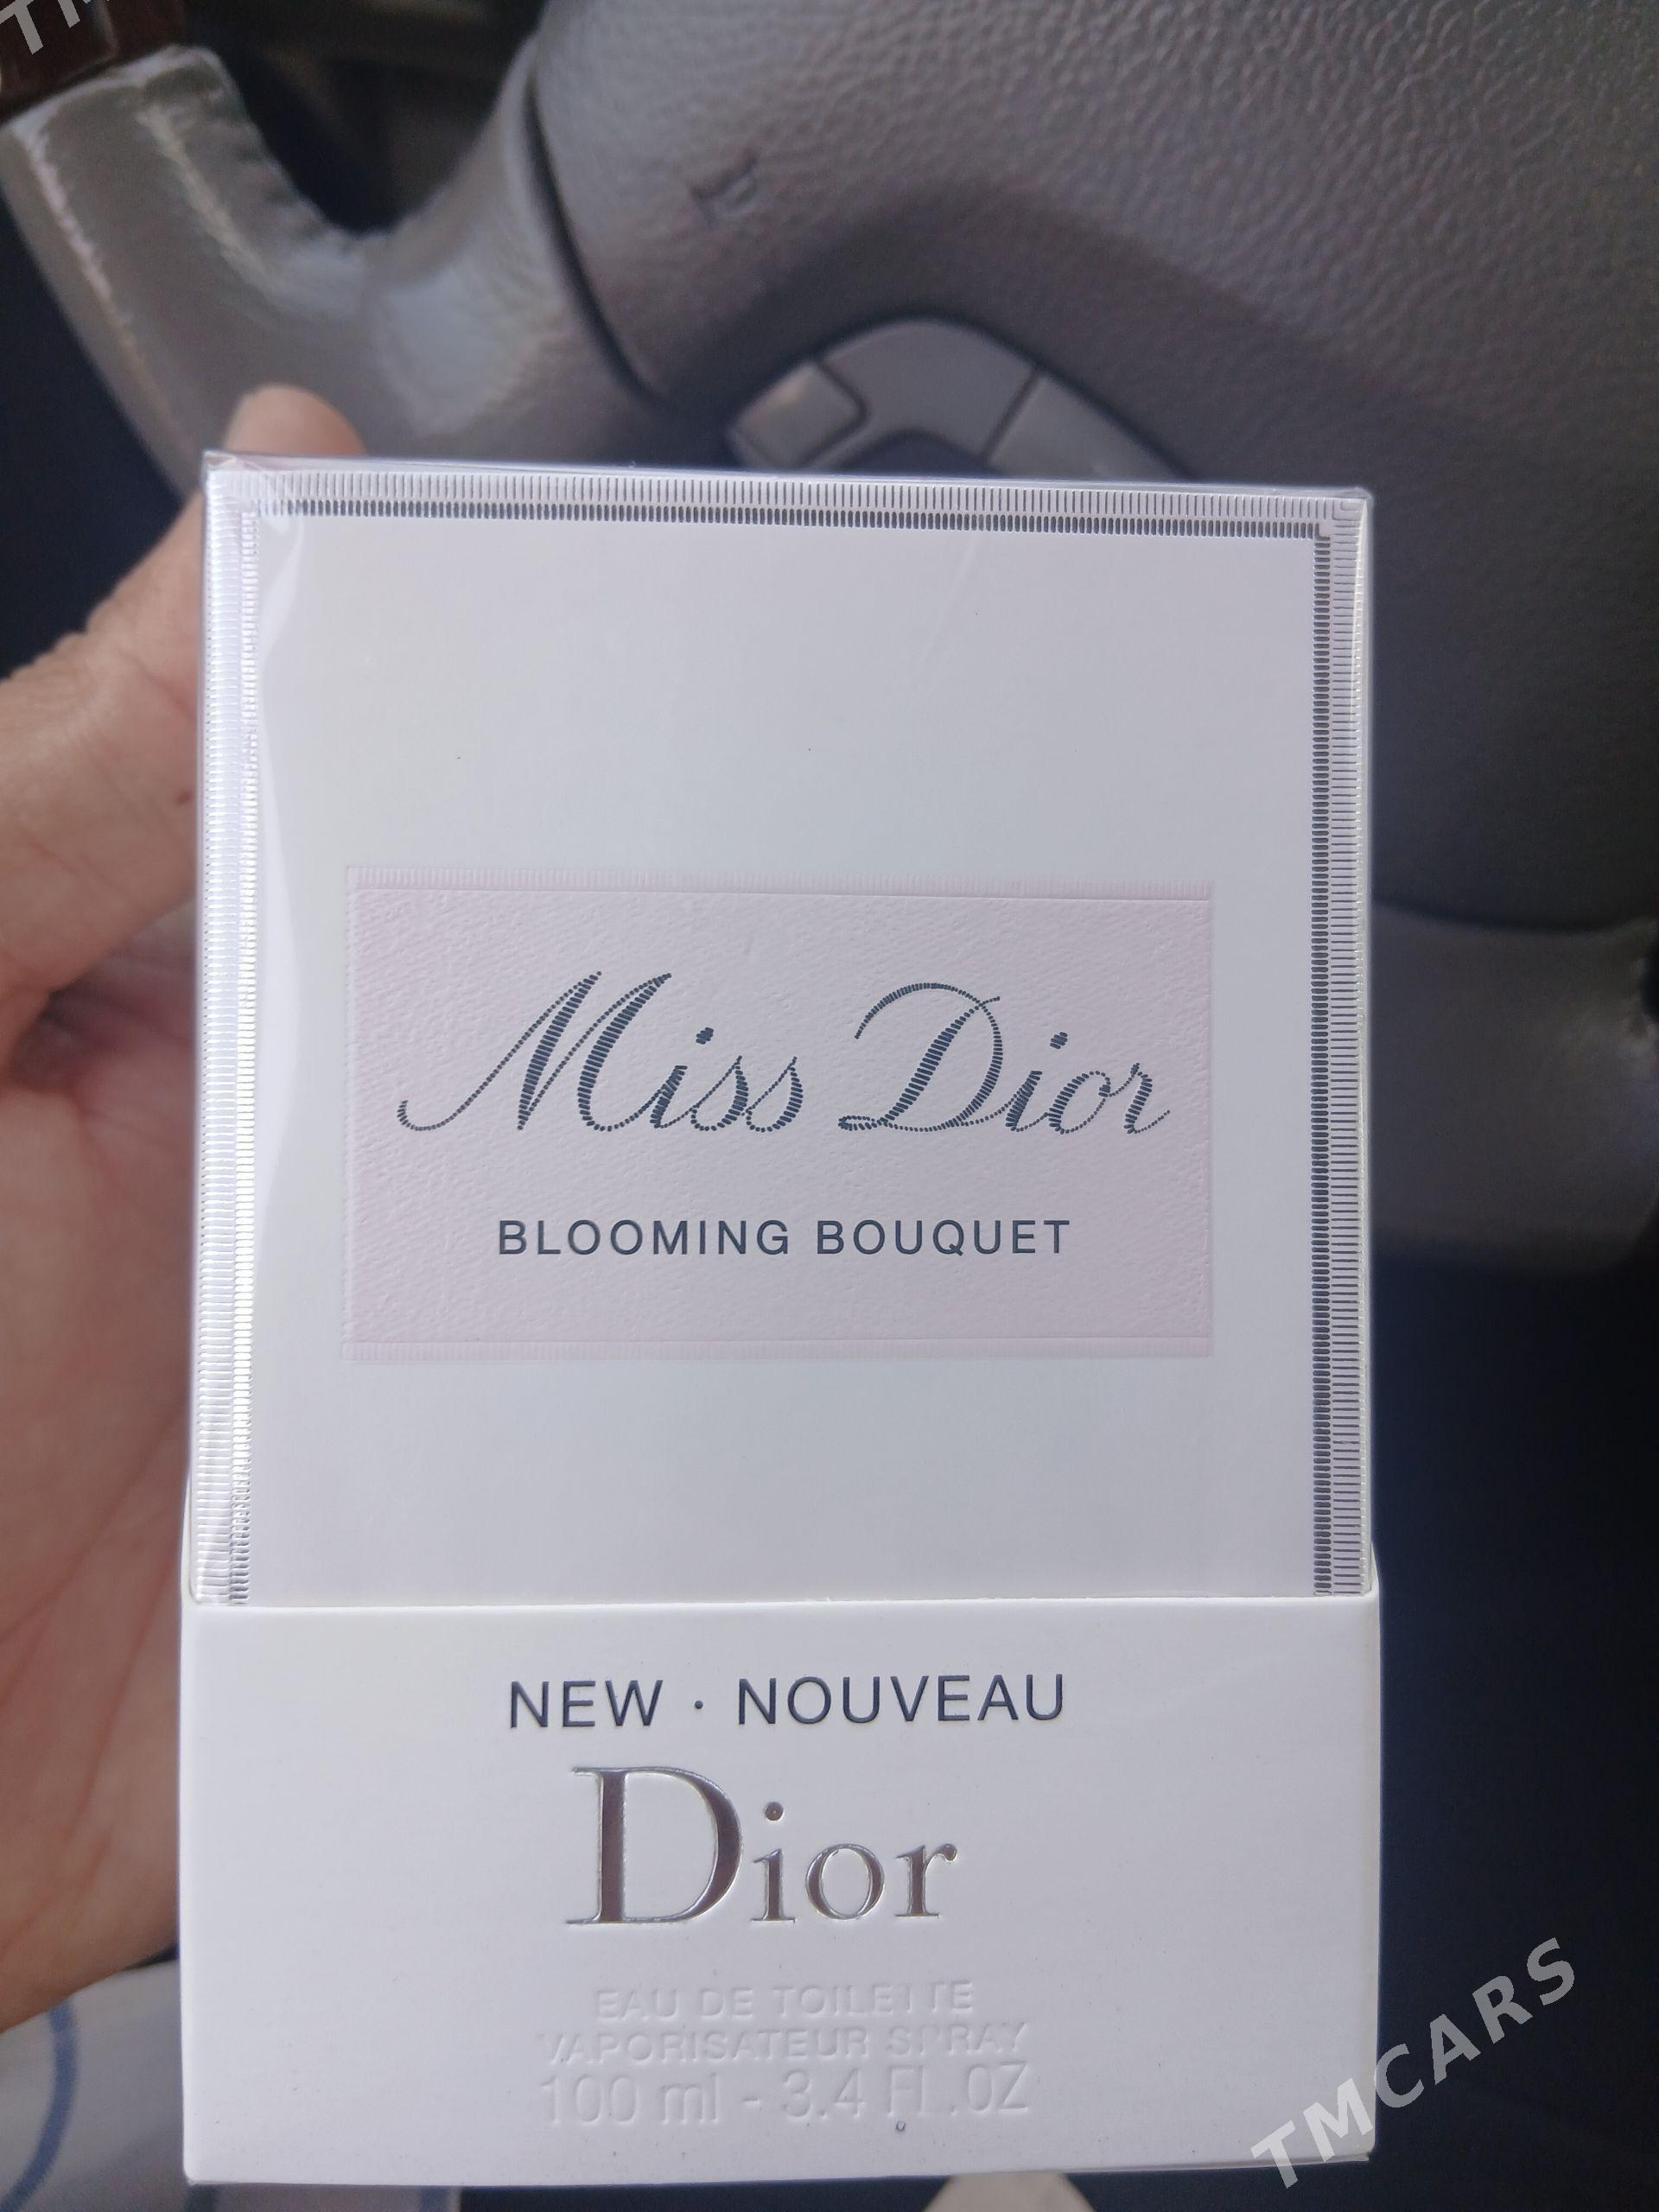 Miss Dior
BLOOMING BOUQUET
NEW · NOUVEAU
Dior
EAU DE TOILETTE
VAPORISATEUR SPRAY
100 ml - 3.4 Fl.OZ
TMCARS